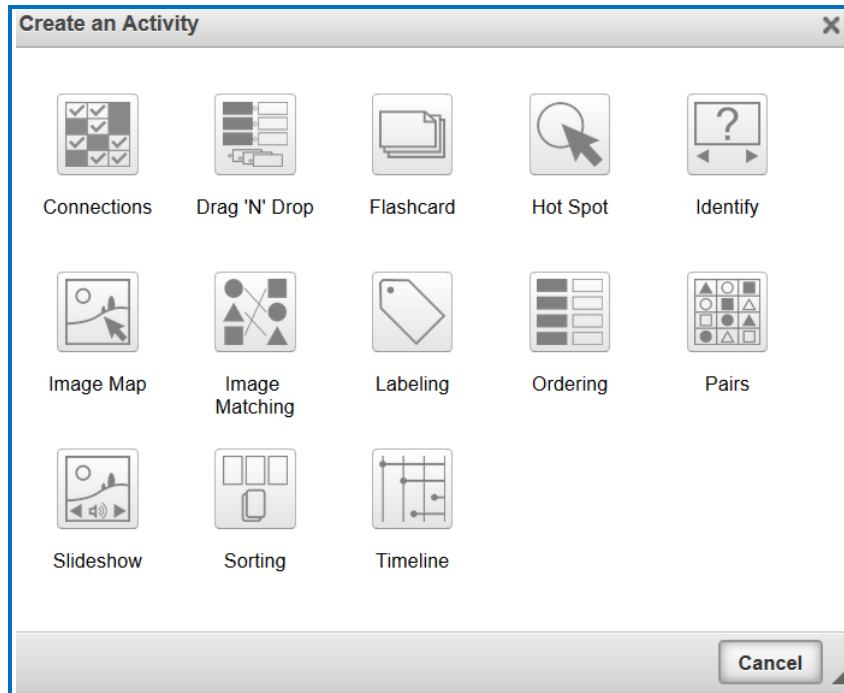 Create an Activity
Connections
Drag 'N' Drop
Flashcard
Hot Spot
?
Identify
Image Map
Image
Matching
Labeling
Ordering
Pairs
Slideshow
Sorting
Timeline
Cancel